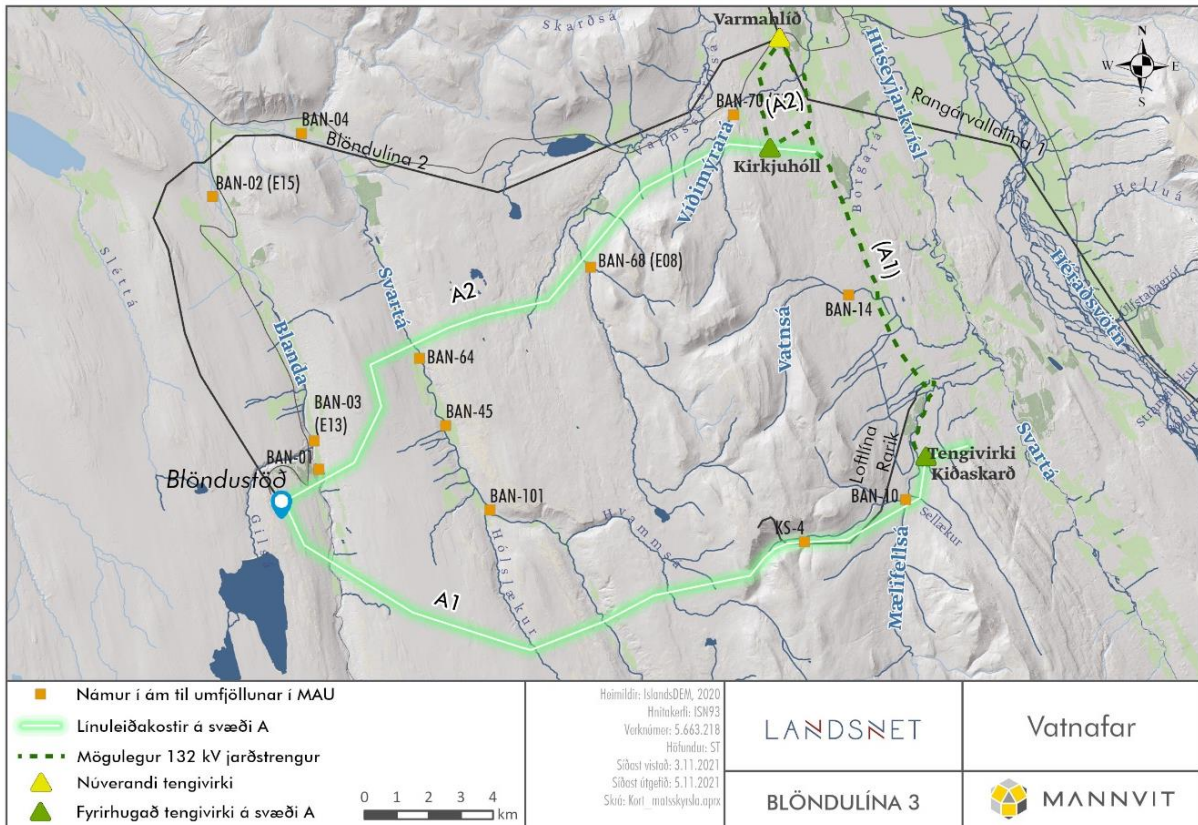 Varmahlíð
Skarðsá
Húseyjarkvísl
N
W
E
S
BAN-04
BAN-70
(A2)
Rangárvallalína 1
Blöndulína 2
Víðimýrará
Kirkjuhóll
Borgará
Helluá
BAN-02 (E15)
Sléttá
Svartá
A2
BAN-68 (E08)
(A1)
Héraðsvötn
Vatnsá
BAN-14
Blanda
BAN-64
BAN-03
(E13)
BAN-45
BAN-01
Blöndustöð
Loftlína
Rarik
Tengivirki
Kiðaskarð
Svartá
BAN-101
BAN-10
Sellækur
Hvammsá
KS-4
Hólslækur
Mælifellsá
A1
Námur í ám til umfjöllunar í MAU
Línuleiðakostir á svæði A
Mögulegur 132 kV jarðstrengur
Núverandi tengivirki
Fyrirhugað tengivirki á svæði A
0 1 2 3 4
km
Heimildir: IslandsDEM, 2020
Hnitakerfi: ISN93
Verknúmer: 5.663.218
Höfundur: ST
Síðast vistað: 3.11.2021
Síðast útgefið: 5.11.2021
Skrá: Kort_matsskyrsla.aprx
LANDSNET
Vatnafar
BLÖNDULÍNA 3
MANNVIT